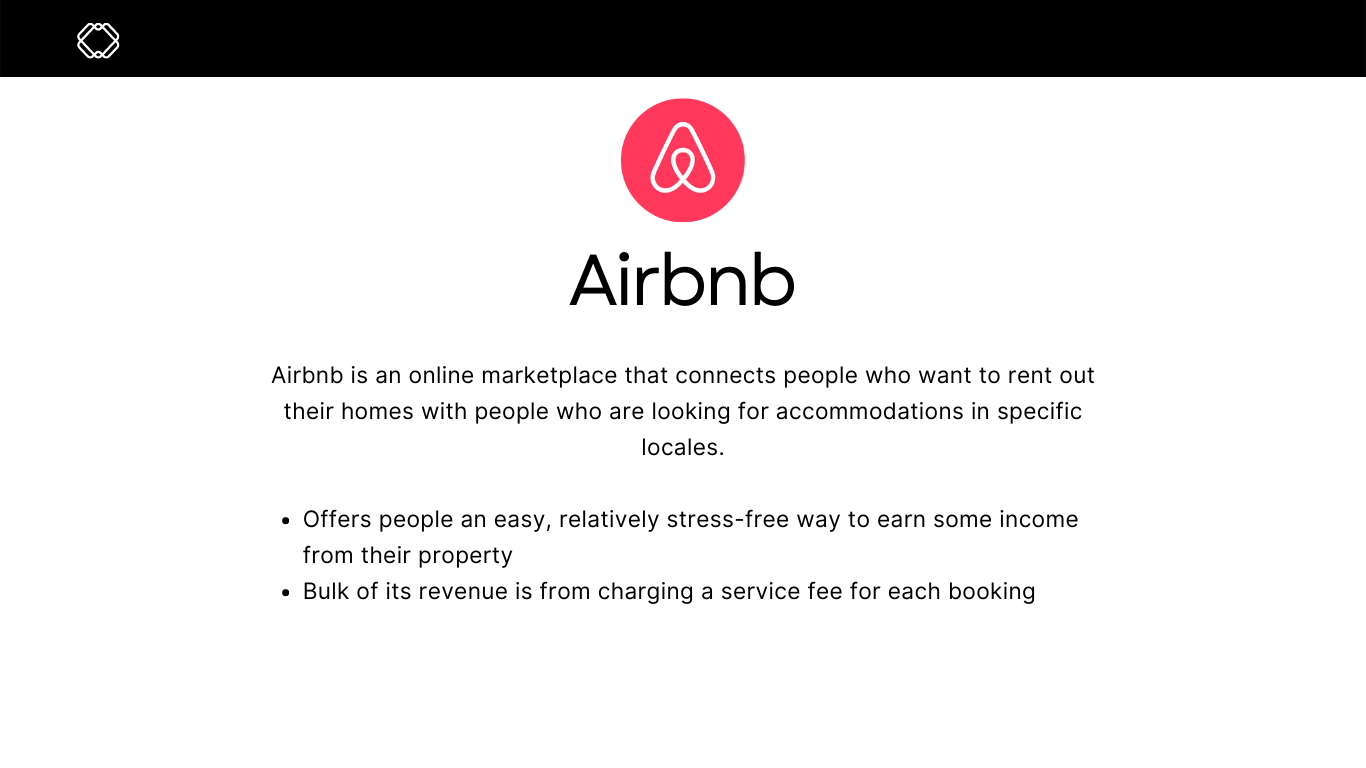 Airbnb
Airbnb is an online marketplace that connects people who want to rent out
their homes with people who are looking for accommodations in specific
locales.
• Offers people an easy, relatively stress-free way to earn some income
from their property
• Bulk of its revenue is from charging a service fee for each booking